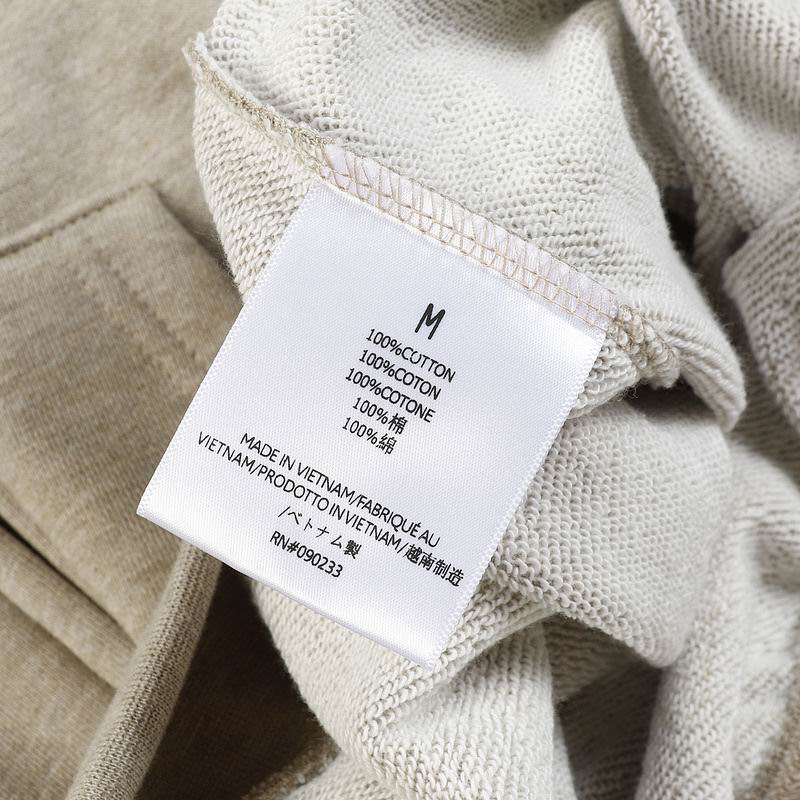 M
100%COTTON
100%COTON
100%COTONE
100%棉
100%綿
MADE IN VIETNAM/FABRIQUÉ AU
VIETNAM/PRODOTTO IN VIETNAM/越南制造
/ベトナム製
RN#090233